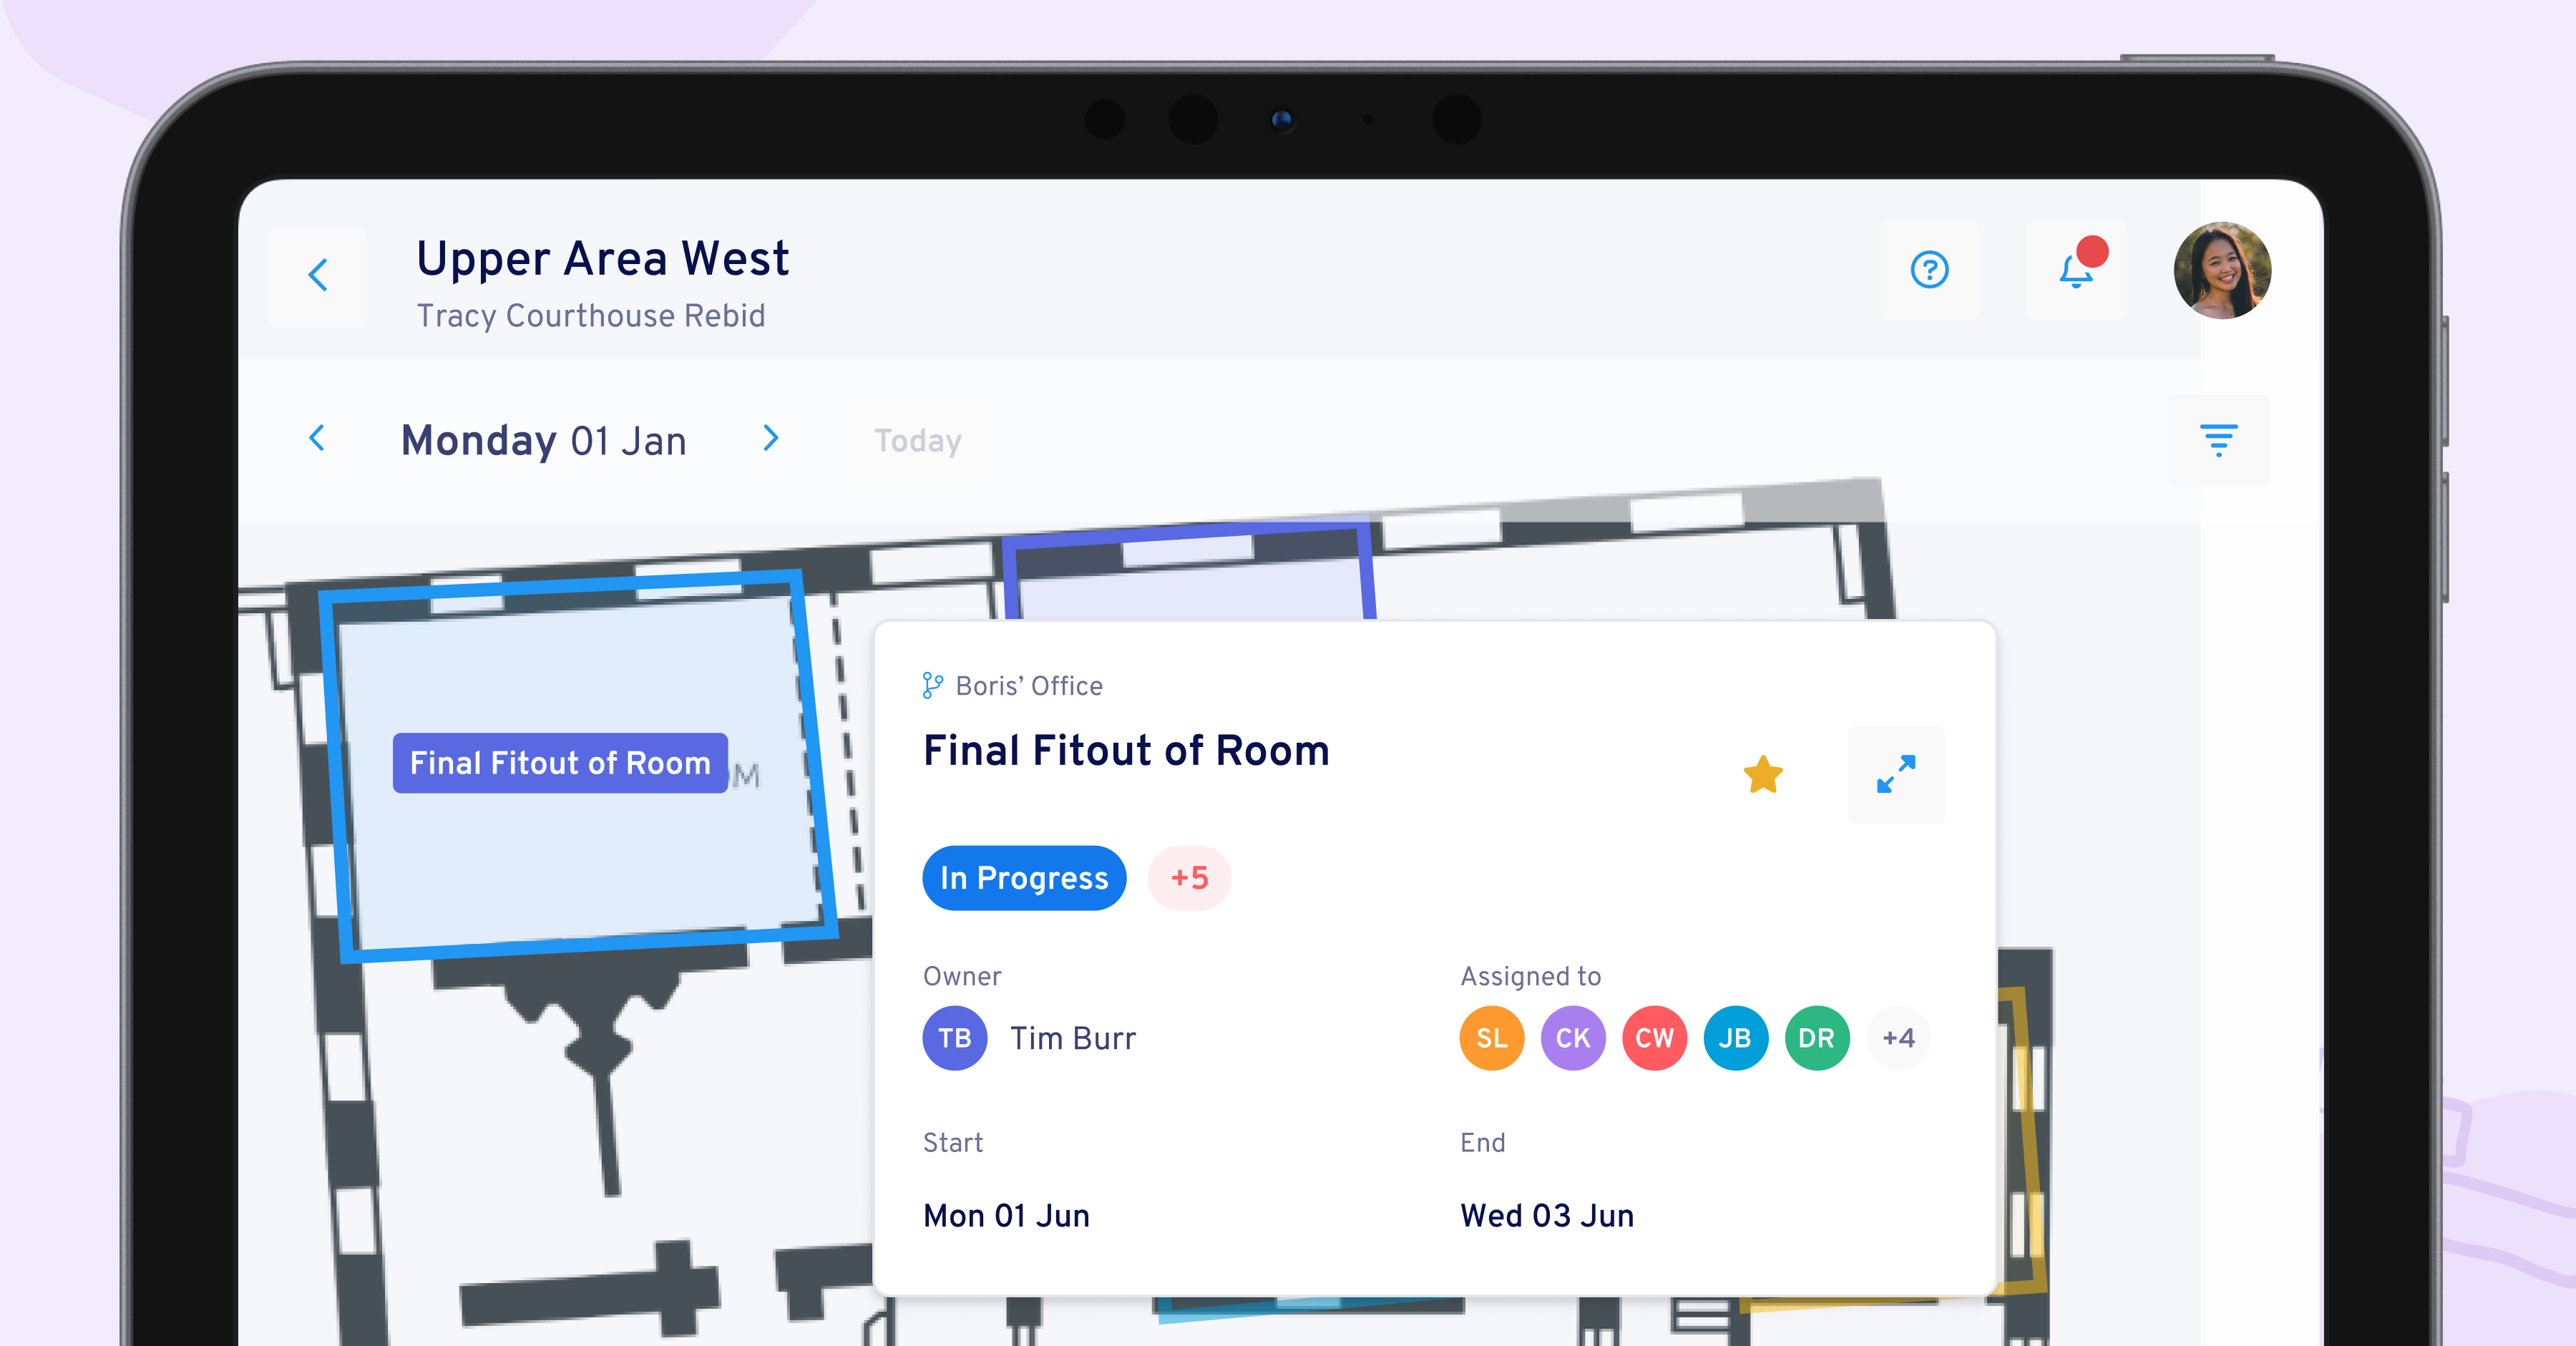 Upper Area West
Tracy Courthouse Rebid
Monday 01 Jan
Today
Final Fitout of Room
M
Boris’ Office
Final Fitout of Room
In Progress
+5
Owner
Assigned to
TB
Tim Burr
SL
CK
CW
JB
DR
+4
Start
End
Mon 01 Jun
Wed 03 Jun